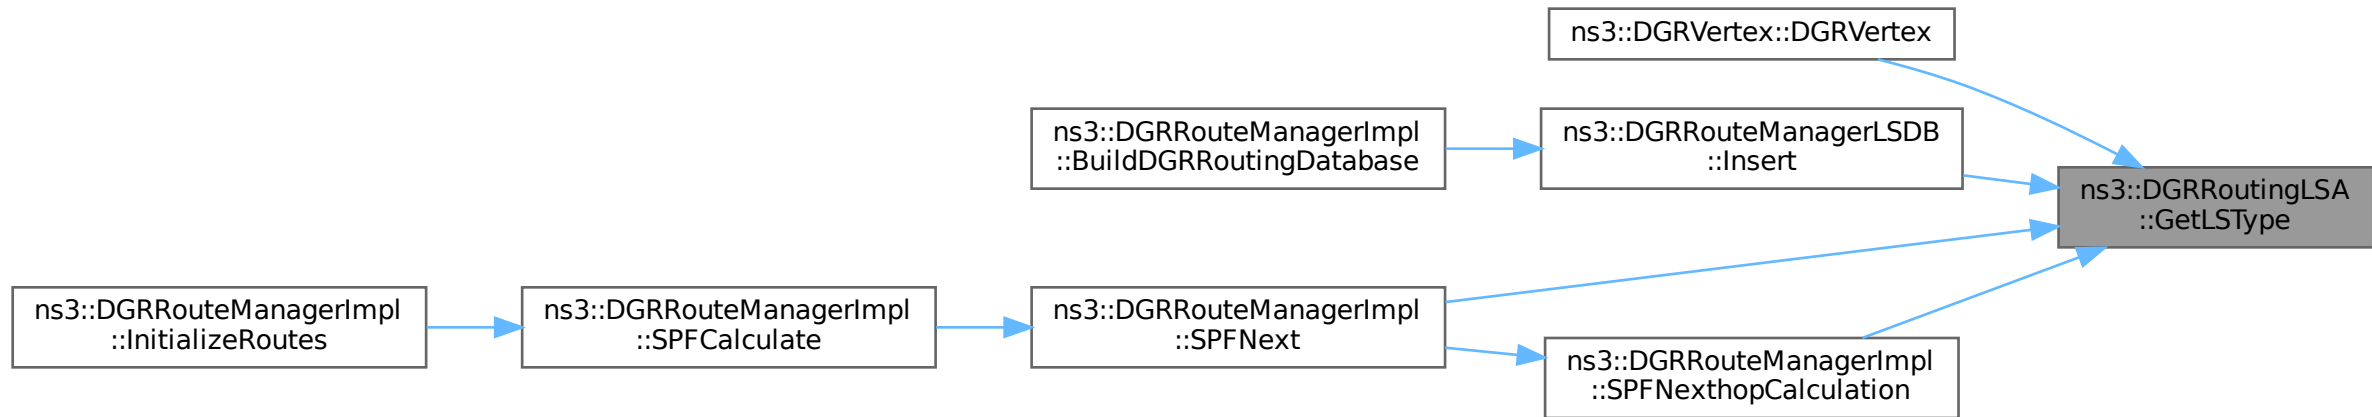 ns3::DGRVertex::DGRVertex
ns3::DGRRouteManagerImpl
::BuildDGRRoutingDatabase
ns3::DGRRouteManagerLSDB
::Insert
ns3::DGRRoutingLSA
::GetLSType
ns3::DGRRouteManagerImpl
::InitializeRoutes
ns3::DGRRouteManagerImpl
::SPFCalculate
ns3::DGRRouteManagerImpl
::SPFNext
ns3::DGRRouteManagerImpl
::SPFNexthopCalculation